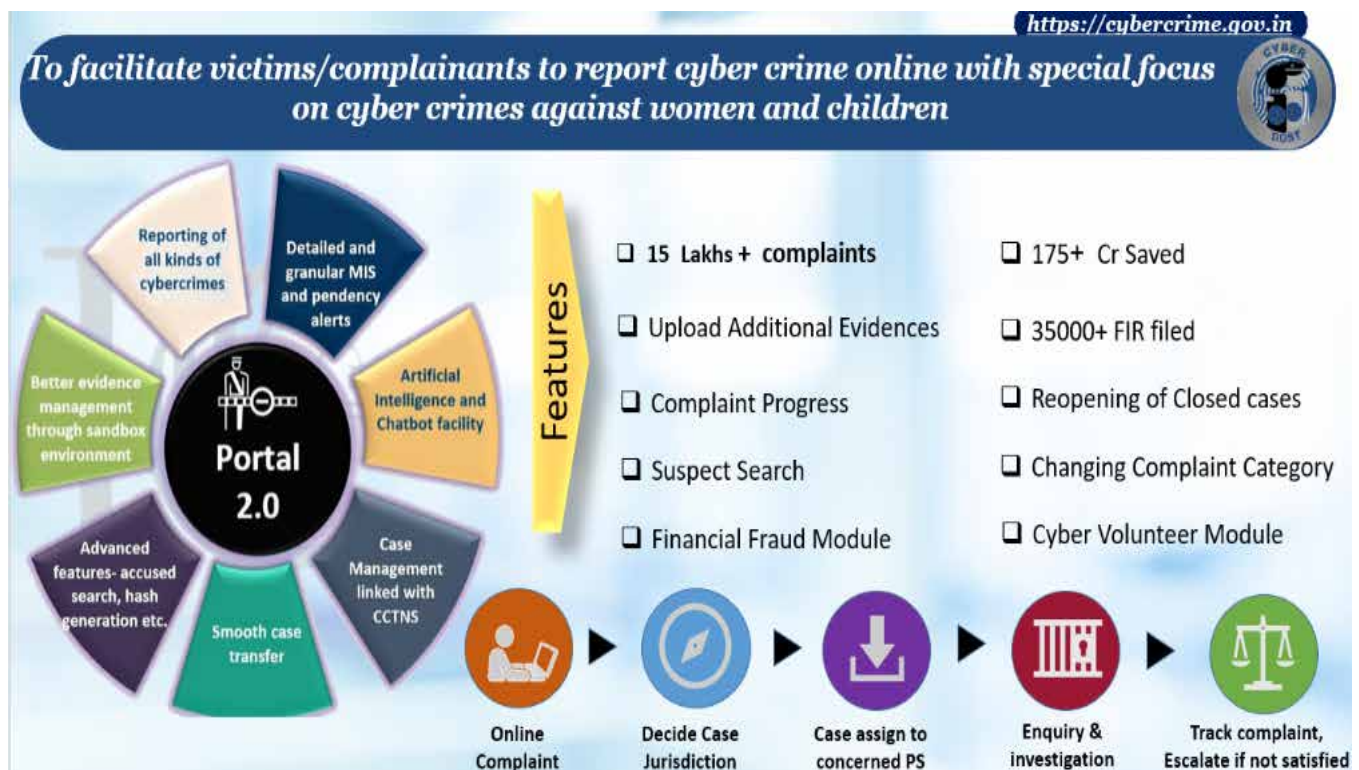 https://cybercrime.gov.in
To facilitate victims/complainants to report cyber crime online with special focus
on cyber crimes against women and children
CYBER
DOST
Reporting of
all kinds of
cybercrimes
Detailed and
granular MIS
and pendency
alerts
Artificial
Intelligence and
Chatbot facility
Case
Management
linked with
CCTNS
Smooth case
transfer
Advanced
features- accused
search, hash
generation etc.
Better evidence
management
through sandbox
environment
Portal
2.0
Features
15 Lakhs + complaints
Upload Additional Evidences
Complaint Progress
Suspect Search
Financial Fraud Module
175+ Cr Saved
35000+ FIR filed
Reopening of Closed cases
Changing Complaint Category
Cyber Volunteer Module
Online
Complaint
Decide Case
Jurisdiction
Case assign to
concerned PS
Enquiry &
investigation
Track complaint,
Escalate if not satisfied